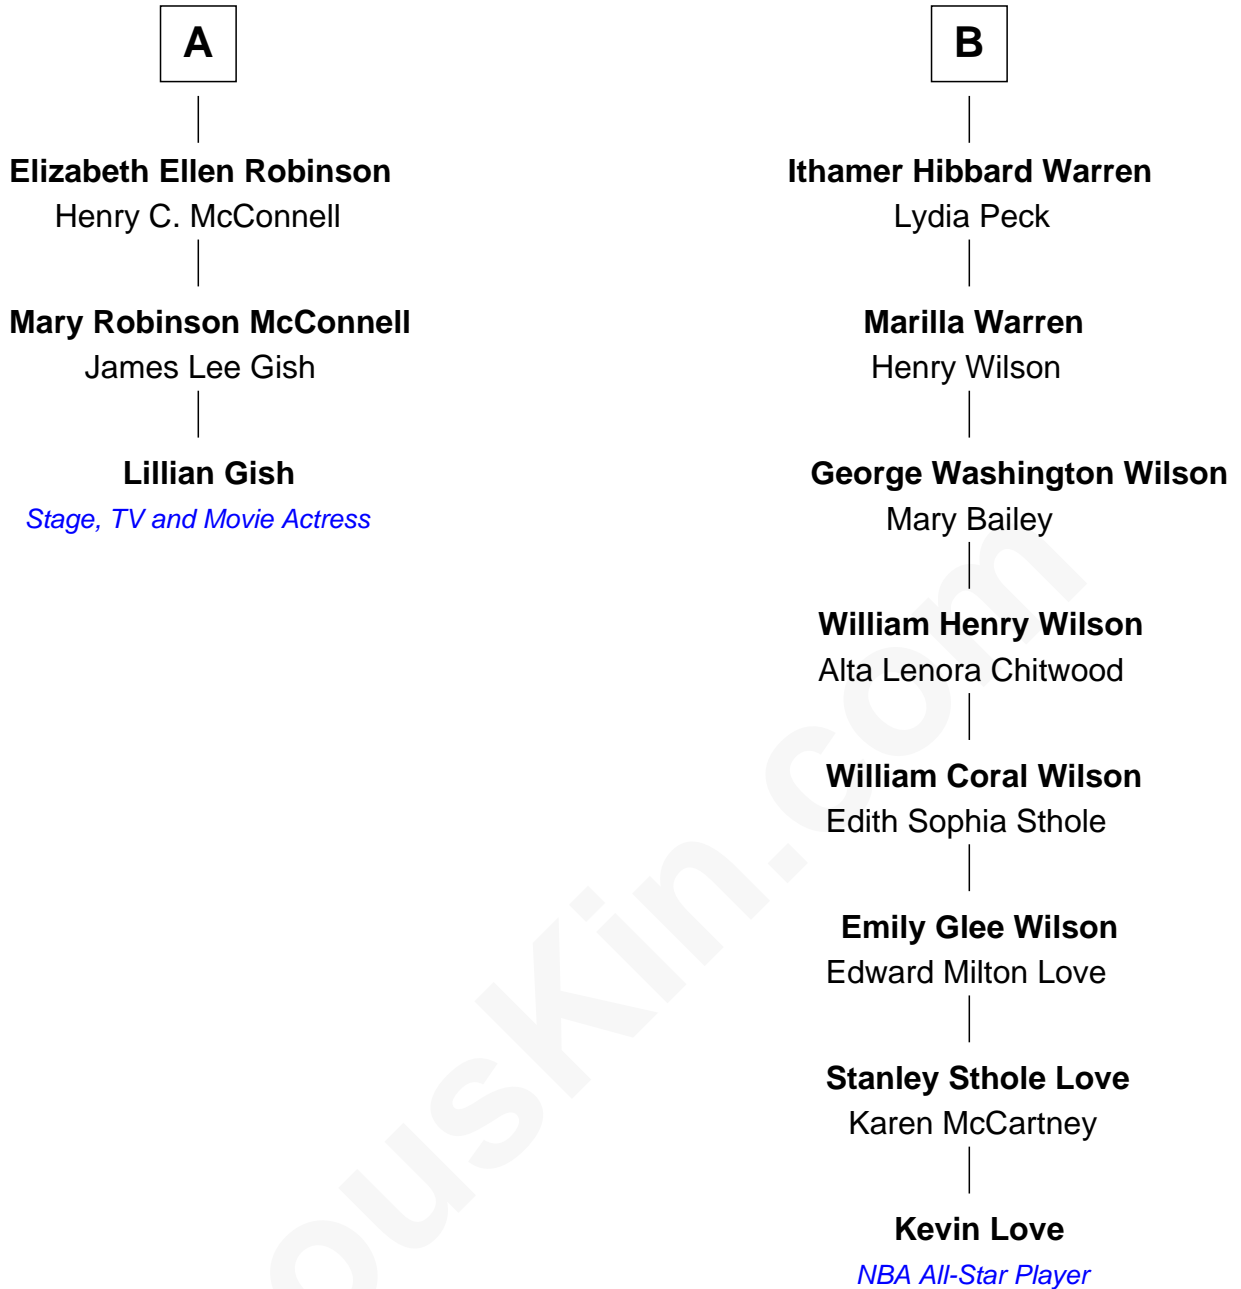 A
Elizabeth Ellen Robinson
Henry C. McConnell
Mary Robinson McConnell
James Lee Gish
Lillian Gish
Stage, TV and Movie Actress
B
Ithamer Hibbard Warren
Lydia Peck
Marilla Warren
Henry Wilson
George Washington Wilson
Mary Bailey
William Henry Wilson
Alta Lenora Chitwood
William Coral Wilson
Edith Sophia Sthole
Emily Glee Wilson
Edward Milton Love
Stanley Sthole Love
Karen McCartney
Kevin Love
NBA All-Star Player
ousKin.com